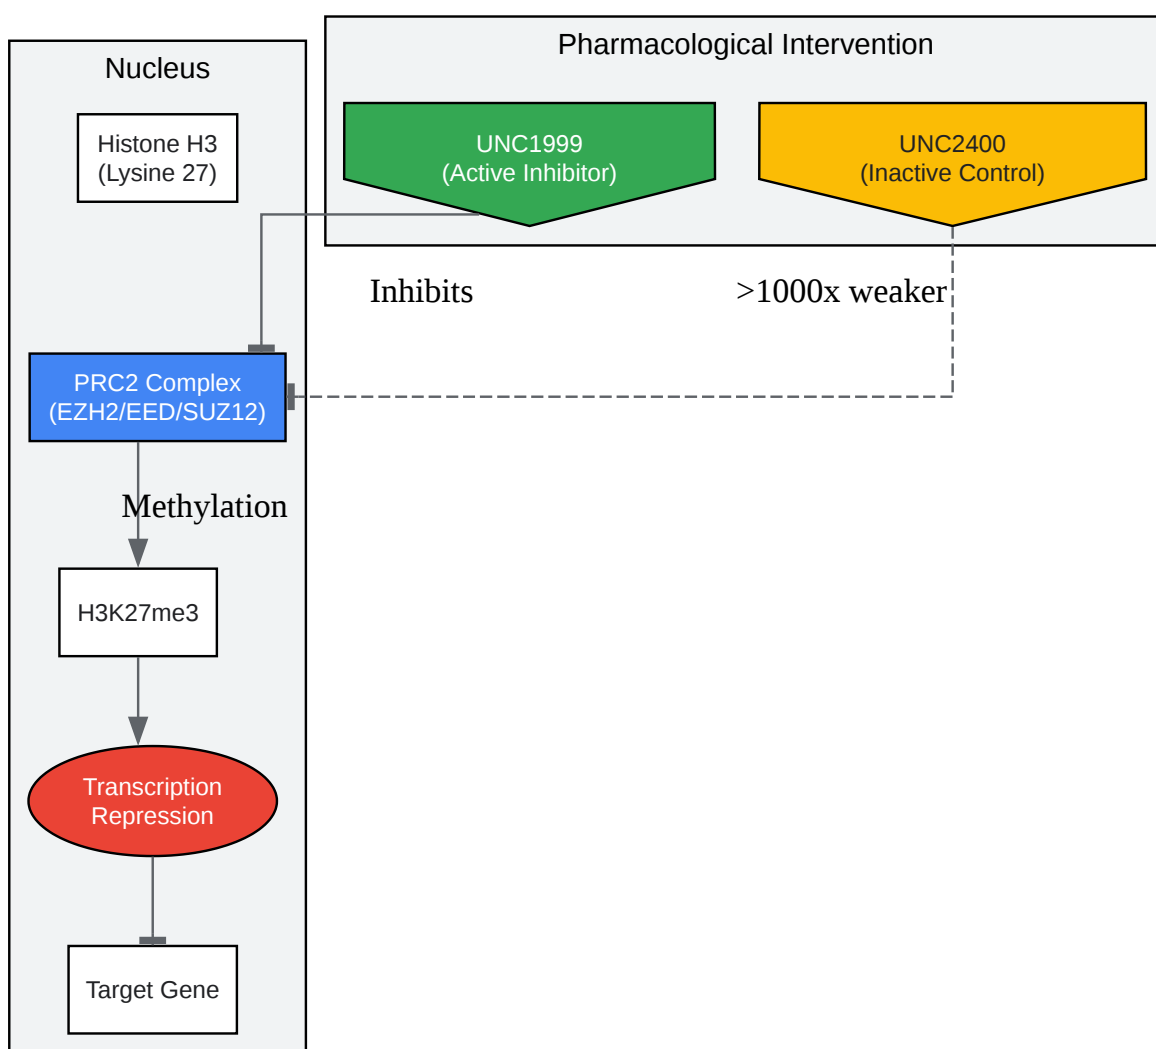 Pharmacological Intervention
Nucleus
UNC1999
(Active Inhibitor)
UNC2400
(Inactive Control)
Histone H3
(Lysine 27)
Inhibits
>1000x weaker
PRC2 Complex
(EZH2/EED/SUZ12)
Methylation
H3K27me3
Transcription
Repression
Target Gene